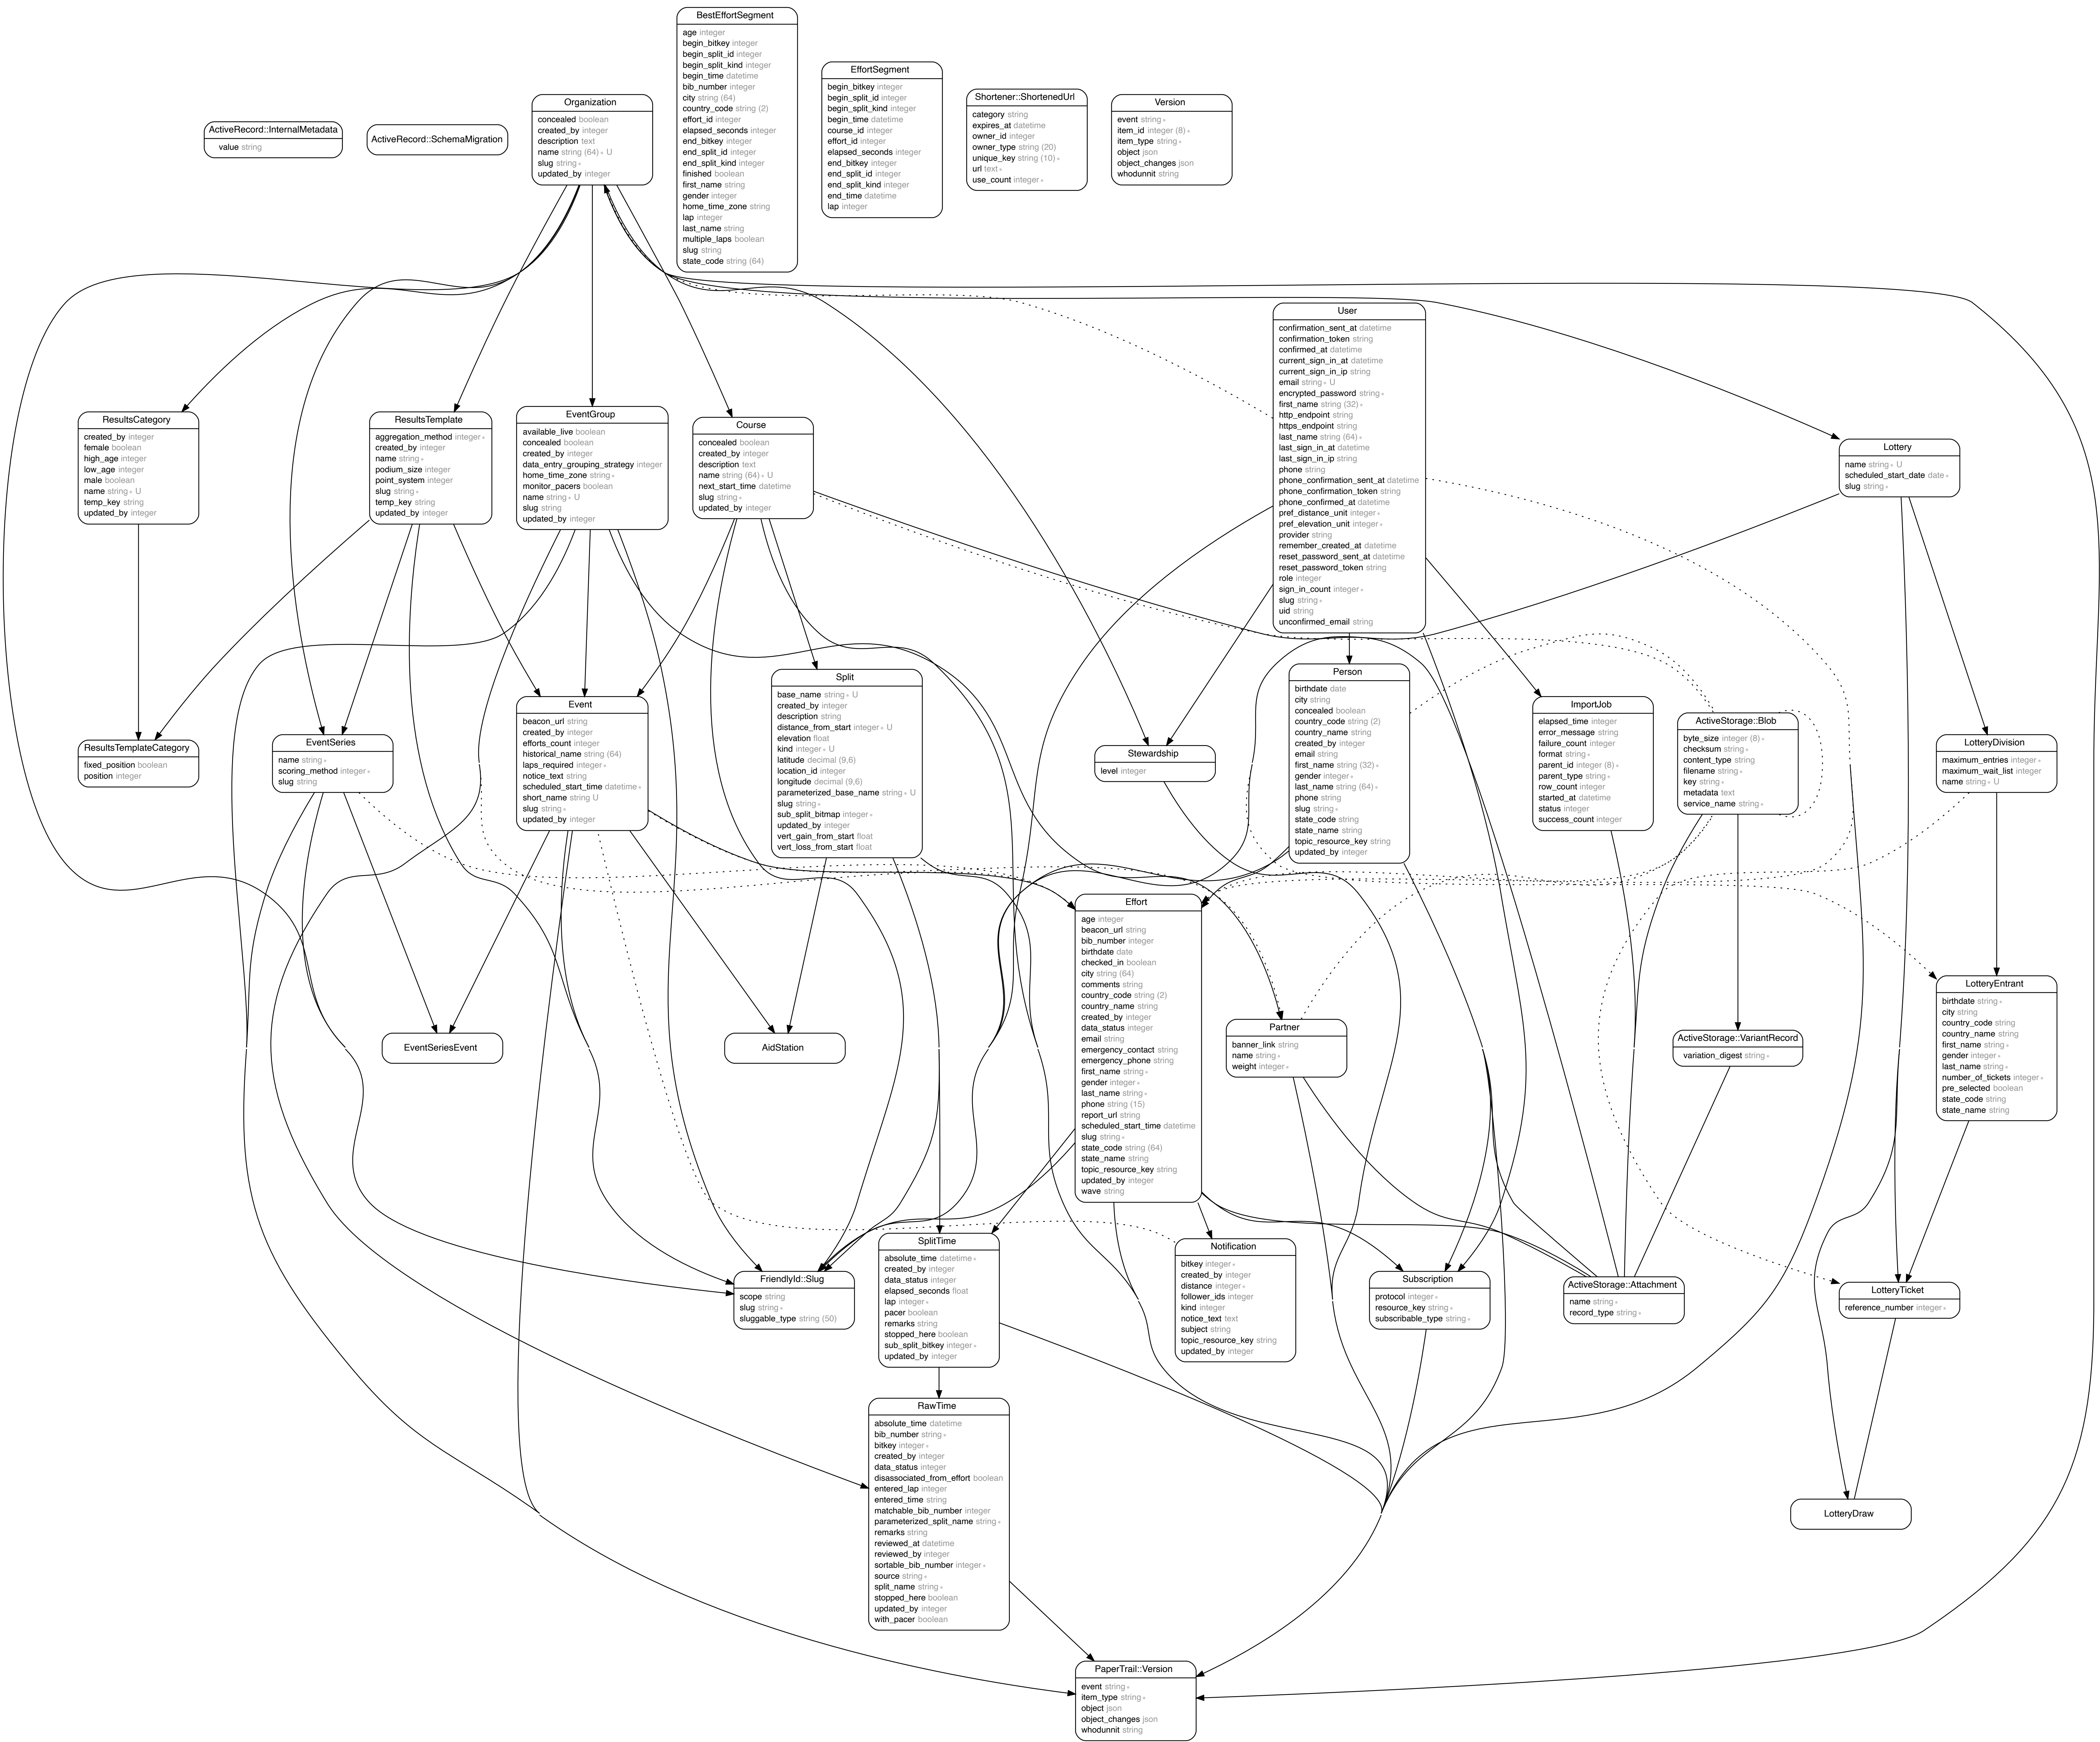 BestEffortSegment
age integer
begin_bitkey integer
begin_split_id integer
begin_split_kind integer
begin_time datetime
bib_number integer
city string (64)
country_code string (2)
effort_id integer
elapsed_seconds integer
end_bitkey integer
end_split_id integer
end_split_kind integer
finished boolean
first_name string
gender integer
home_time_zone string
lap integer
last_name string
multiple_laps boolean
slug string
state_code string (64)
EffortSegment
begin_bitkey integer
begin_split_id integer
begin_split_kind integer
begin_time datetime
course_id integer
effort_id integer
elapsed_seconds integer
end_bitkey integer
end_split_id integer
end_split_kind integer
end_time datetime
lap integer
Shortener::ShortenedUrl
category string
expires_at datetime
owner_id integer
owner_type string (20)
unique_key string (10) ∗
url text ∗
use_count integer ∗
Version
event string ∗
item_id integer (8) ∗
item_type string ∗
object json
object_changes json
whodunnit string
Organization
concealed boolean
created_by integer
description text
name string (64) ∗ U
slug string ∗
updated_by integer
ActiveRecord::InternalMetadata
value string
ActiveRecord::SchemaMigration
User
confirmation_sent_at datetime
confirmation_token string
confirmed_at datetime
current_sign_in_at datetime
current_sign_in_ip string
email string ∗ U
encrypted_password string ∗
first_name string (32) ∗
http_endpoint string
https_endpoint string
last_name string (64) ∗
last_sign_in_at datetime
last_sign_in_ip string
phone string
phone_confirmation_sent_at datetime
phone_confirmation_token string
phone_confirmed_at datetime
pref_distance_unit integer ∗
pref_elevation_unit integer ∗
provider string
remember_created_at datetime
reset_password_sent_at datetime
reset_password_token string
role integer
sign_in_count integer ∗
slug string ∗
uid string
unconfirmed_email string
ResultsCategory
created_by integer
female boolean
high_age integer
low_age integer
male boolean
name string ∗ U
temp_key string
updated_by integer
ResultsTemplate
aggregation_method integer ∗
created_by integer
name string ∗
podium_size integer
point_system integer
slug string ∗
temp_key string
updated_by integer
EventGroup
available_live boolean
concealed boolean
created_by integer
data_entry_grouping_strategy integer
home_time_zone string ∗
monitor_pacers boolean
name string ∗ U
slug string
updated_by integer
Course
concealed boolean
created_by integer
description text
name string (64) ∗ U
next_start_time datetime
slug string ∗
updated_by integer
Lottery
name string ∗ U
scheduled_start_date date ∗
slug string ∗
ResultsTemplateCategory
fixed_position boolean
position integer
EventSeries
name string ∗
scoring_method integer ∗
slug string
Event
beacon_url string
created_by integer
efforts_count integer
historical_name string (64)
laps_required integer ∗
notice_text string
scheduled_start_time datetime ∗
short_name string U
slug string ∗
updated_by integer
Split
base_name string ∗ U
created_by integer
description string
distance_from_start integer ∗ U
elevation float
kind integer ∗ U
latitude decimal (9,6)
location_id integer
longitude decimal (9,6)
parameterized_base_name string ∗ U
slug string ∗
sub_split_bitmap integer ∗
updated_by integer
vert_gain_from_start float
vert_loss_from_start float
Stewardship
level integer
Person
birthdate date
city string
concealed boolean
country_code string (2)
country_name string
created_by integer
email string
first_name string (32) ∗
gender integer ∗
last_name string (64) ∗
phone string
slug string ∗
state_code string
state_name string
topic_resource_key string
updated_by integer
ImportJob
elapsed_time integer
error_message string
failure_count integer
format string ∗
parent_id integer (8) ∗
parent_type string ∗
row_count integer
started_at datetime
status integer
success_count integer
ActiveStorage::Blob
byte_size integer (8) ∗
checksum string ∗
content_type string
filename string ∗
key string ∗
metadata text
service_name string ∗
LotteryDivision
maximum_entries integer ∗
maximum_wait_list integer
name string ∗ U
EventSeriesEvent
AidStation
Effort
age integer
beacon_url string
bib_number integer
birthdate date
checked_in boolean
city string (64)
comments string
country_code string (2)
country_name string
created_by integer
data_status integer
email string
emergency_contact string
emergency_phone string
first_name string ∗
gender integer ∗
last_name string ∗
phone string (15)
report_url string
scheduled_start_time datetime
slug string ∗
state_code string (64)
state_name string
topic_resource_key string
updated_by integer
wave string
Partner
banner_link string
name string ∗
weight integer ∗
ActiveStorage::VariantRecord
variation_digest string ∗
LotteryEntrant
birthdate string ∗
city string
country_code string
country_name string
first_name string ∗
gender integer ∗
last_name string ∗
number_of_tickets integer ∗
pre_selected boolean
state_code string
state_name string
FriendlyId::Slug
scope string
slug string ∗
sluggable_type string (50)
SplitTime
absolute_time datetime ∗
created_by integer
data_status integer
elapsed_seconds float
lap integer ∗
pacer boolean
remarks string
stopped_here boolean
sub_split_bitkey integer ∗
updated_by integer
Notification
bitkey integer ∗
created_by integer
distance integer ∗
follower_ids integer
kind integer
notice_text text
subject string
topic_resource_key string
updated_by integer
Subscription
protocol integer ∗
resource_key string ∗
subscribable_type string ∗
ActiveStorage::Attachment
name string ∗
record_type string ∗
LotteryTicket
reference_number integer ∗
RawTime
absolute_time datetime
bib_number string ∗
bitkey integer ∗
created_by integer
data_status integer
disassociated_from_effort boolean
entered_lap integer
entered_time string
matchable_bib_number integer
parameterized_split_name string ∗
remarks string
reviewed_at datetime
reviewed_by integer
sortable_bib_number integer ∗
source string ∗
split_name string ∗
stopped_here boolean
updated_by integer
with_pacer boolean
LotteryDraw
PaperTrail::Version
event string ∗
item_type string ∗
object json
object_changes json
whodunnit string